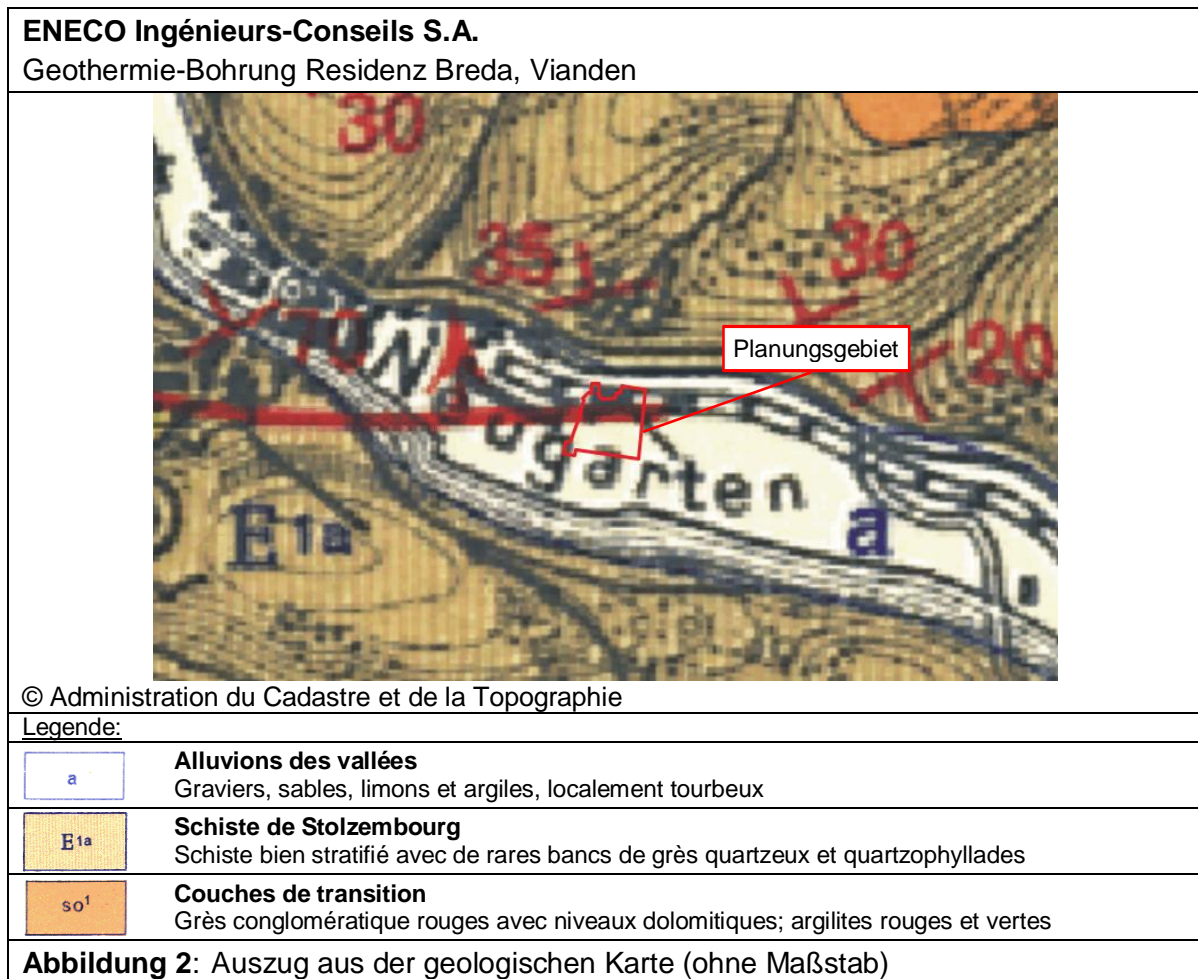 ENECO Ingénieurs-Conseils S.A.
Geothermie-Bohrung Residenz Breda, Vianden
30
35
30
70
Planungsgebiet
20
Neugarten
E1a
a
© Administration du Cadastre et de la Topographie
Legende:
a
Alluvions des vallées
Graviers, sables, limons et argiles, localement tourbeux
E1a
Schiste de Stolzembourg
Schiste bien stratifié avec de rares bancs de grès quartzeux et quartzophyllades
so¹
Couches de transition
Grès conglomératique rouges avec niveaux dolomitiques; argilites rouges et vertes
Abbildung 2: Auszug aus der geologischen Karte (ohne Maßstab)